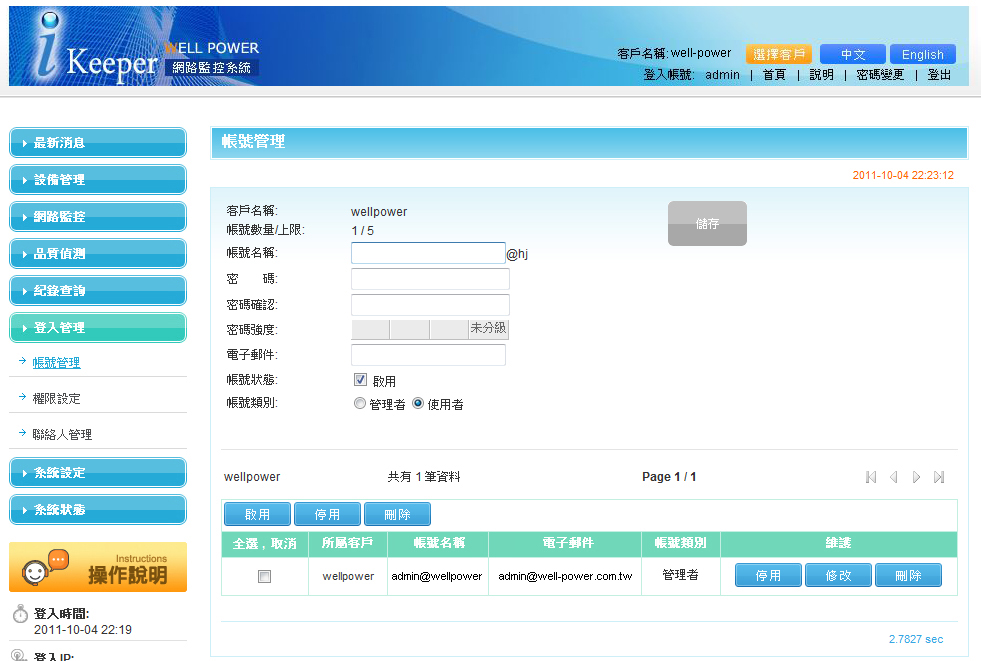 iKeeper
WELL POWER
網路監控系統
客戶名稱: well-power 選擇客戶 中文 English
登入帳號: admin | 首頁 | 說明 | 密碼變更 | 登出
最新消息
設備管理
網路監控
品質偵測
紀錄查詢
登入管理
帳號管理
權限設定
聯絡人管理
系統設定
系統狀態
Instructions
操作說明
登入時間:
2011-10-04 22:19
登入IP:
帳號管理
2011-10-04 22:23:12
客戶名稱: wellpower
儲存
帳號數量/上限: 1 / 5
帳號名稱: @hj
密 碼:
密碼確認:
密碼強度: 未分級
電子郵件:
帳號狀態: 啟用
帳號類別: 管理者 使用者
wellpower 共有 1 筆資料 Page 1 / 1
啟用 停用 刪除
全選 , 取消 所屬客戶 帳號名稱 電子郵件 帳號類別 維護
wellpower admin@wellpower admin@well-power.com.tw 管理者 停用 修改 刪除
2.7827 sec